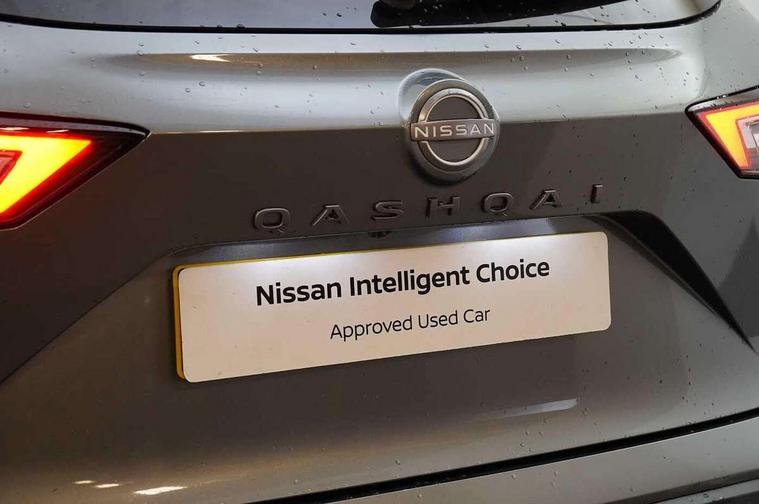 NISSAN
QASHQAI
Nissan Intelligent Choice
Approved Used Car